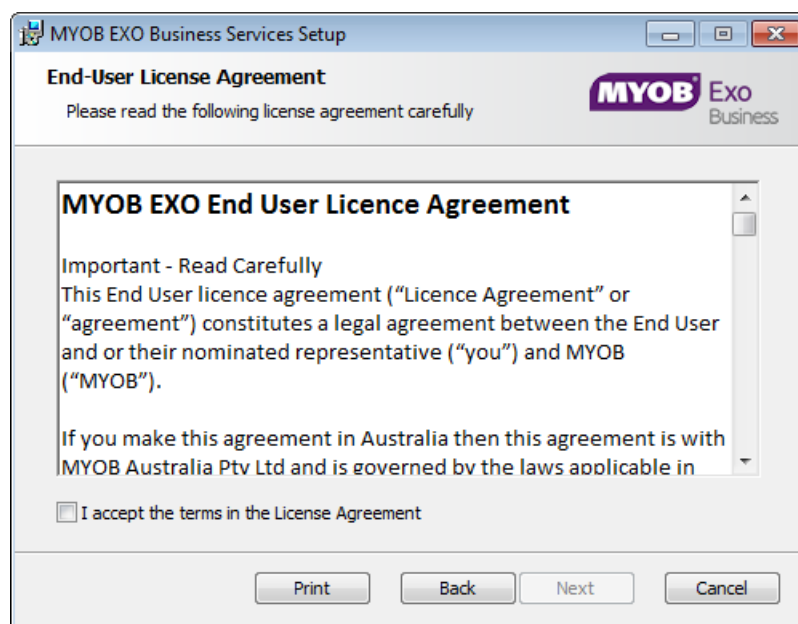 MYOB EXO Business Services Setup
End-User License Agreement
Please read the following license agreement carefully
MYOB Exo
Business
MYOB EXO End User Licence Agreement
Important - Read Carefully
This End User licence agreement (“Licence Agreement” or
“agreement”) constitutes a legal agreement between the End User
and or their nominated representative (“you”) and MYOB
(“MYOB”).
If you make this agreement in Australia then this agreement is with
MYOB Australia Pty Ltd and is governed by the laws applicable in
I accept the terms in the License Agreement
Print Back Next Cancel